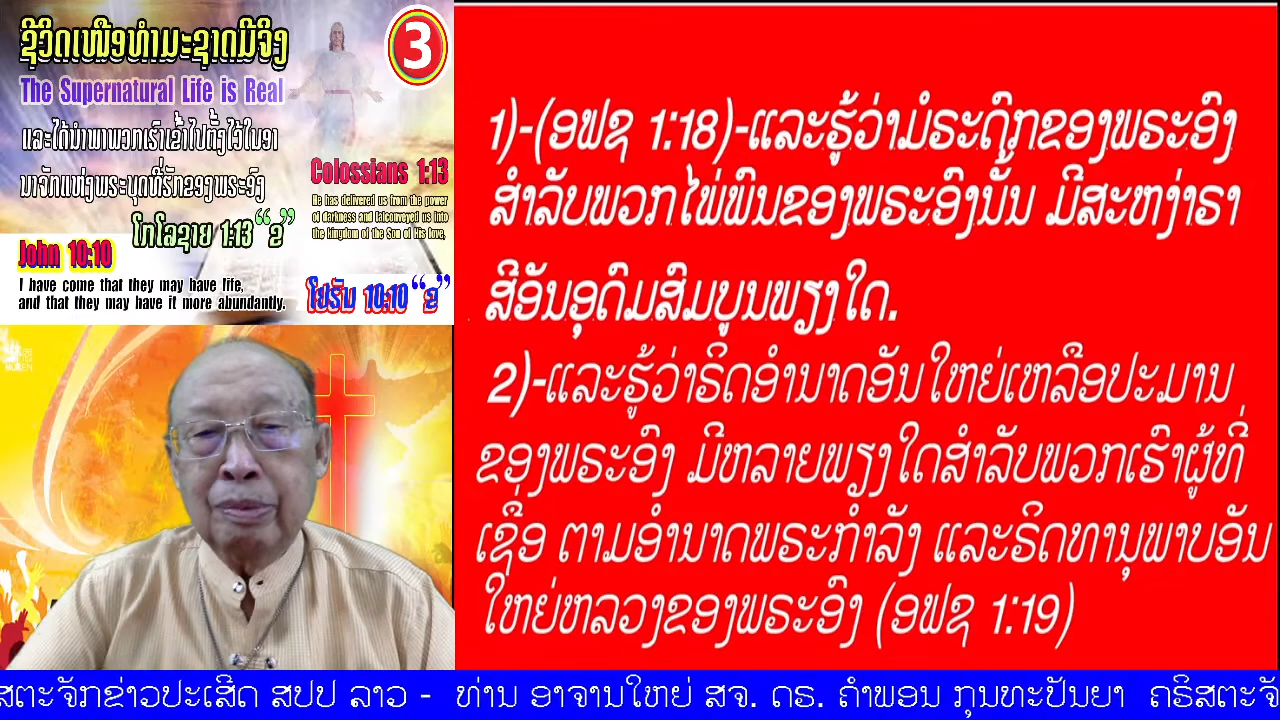 ຊີວິດເໜືອທຳມະຊາດມີຈິງ
3
The Supernatural Life is Real
ແລະໄດ້ນຳພາພວກເຮົາເຂົ້າໄປຕັ້ງໄວ້ໃນອາ
ນາຈັກແຫ່ງພຣະບຸດທີ່ຮັກຂອງພຣະອົງ
ໂກໂລຊາຍ 1:13 “ຂ”
Colossians 1:13
He has delivered us from the power
of darkness and
conveyed us into
the kingdom of the Son of His love,
John 10:10
I have come that they may have life,
and that they may have it more abundantly.
ໂຢຮັນ 10:10 “ຂ”
1)-(ອຟຊ 1:18)-ແລະຮູ້ວ່າມໍຣະດົກຂອງພຣະອົງ
ສຳລັບພວກໄພ່ພົນຂອງພຣະອົງນັ້ນ ມີສະຫງ່າຣາ
ສີອັນອຸດົມສົມບູນພຽງໃດ.
2)-ແລະຮູ້ວ່າຣິດອຳນາດອັນໃຫຍ່ເຫລືອປະມານ
ຂອງພຣະອົງ ມີຫລາຍພຽງໃດສຳລັບພວກເຮົາຜູ້ທີ່
ເຊື່ອ ຕາມອຳນາດພຣະກຳລັງ ແລະຣິດທານຸພາບອັນ
ໃຫຍ່ຫລວງຂອງພຣະອົງ (ອຟຊ 1:19)
ສຕະຈັກຂ່າວປະເສີດ ສປປ ລາວ - ທ່ານ ອາຈານໃຫຍ່ ສຈ. ດຣ. ຄຳພອນ ກຸນທະປັນຍາ ຄຣິສຕະຈັ